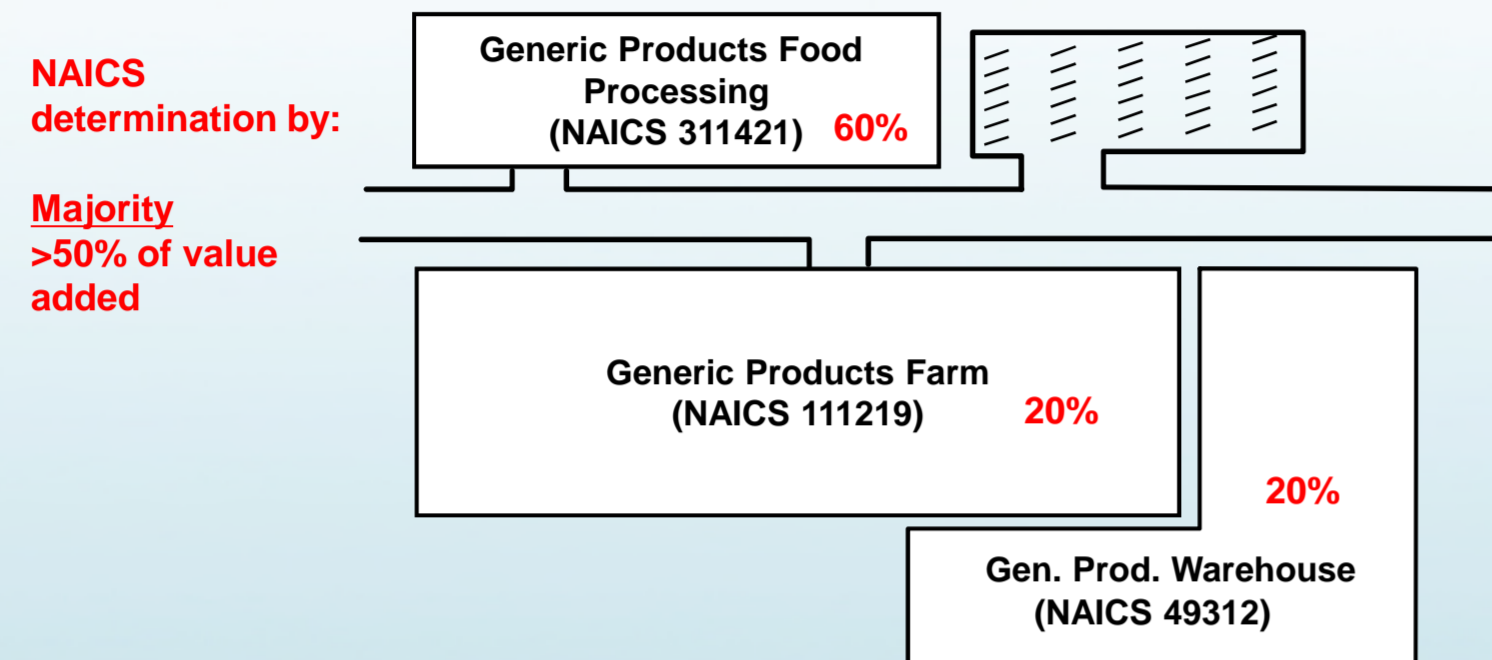 NAICS
determination by:
Majority
>50% of value
added
Generic Products Food
Processing
(NAICS 311421) 60%
Generic Products Farm
(NAICS 111219) 20%
20%
Gen. Prod. Warehouse
(NAICS 49312)